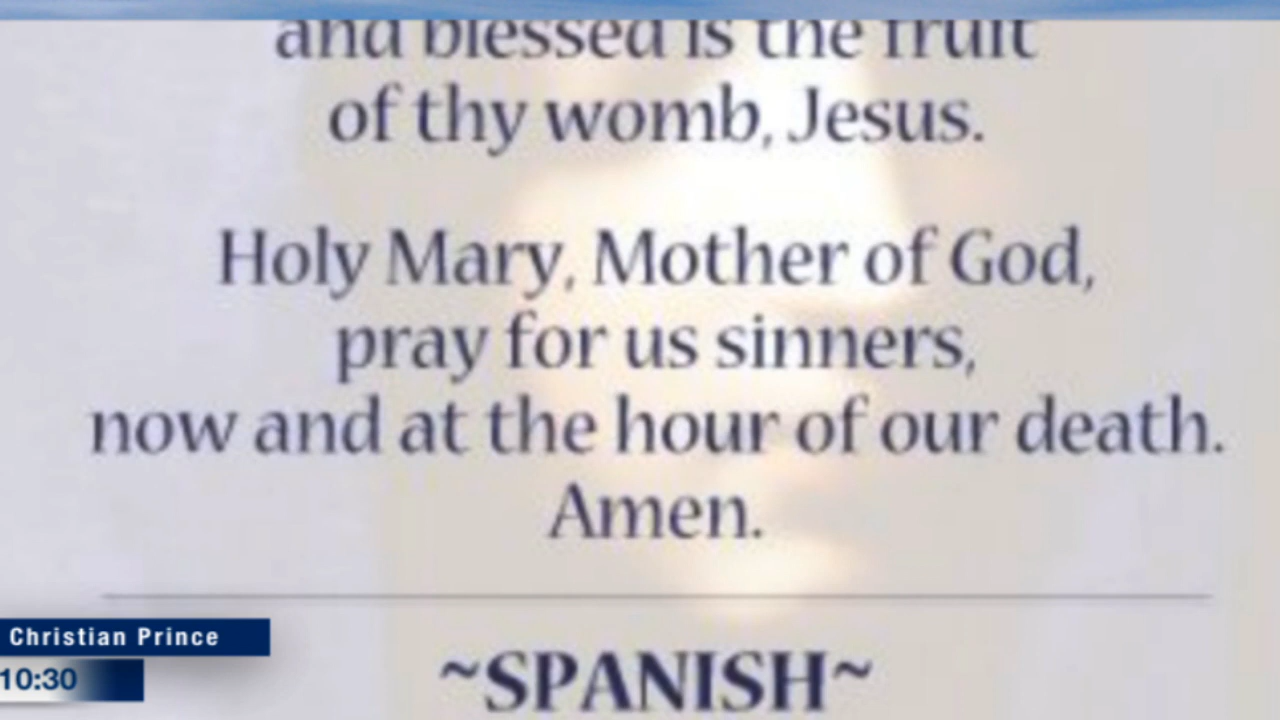 and blessed is the fruit
of thy womb, Jesus.
Holy Mary, Mother of God,
pray for us sinners,
now and at the hour of our death.
Amen.
Christian Prince
10:30
~SPANISH~